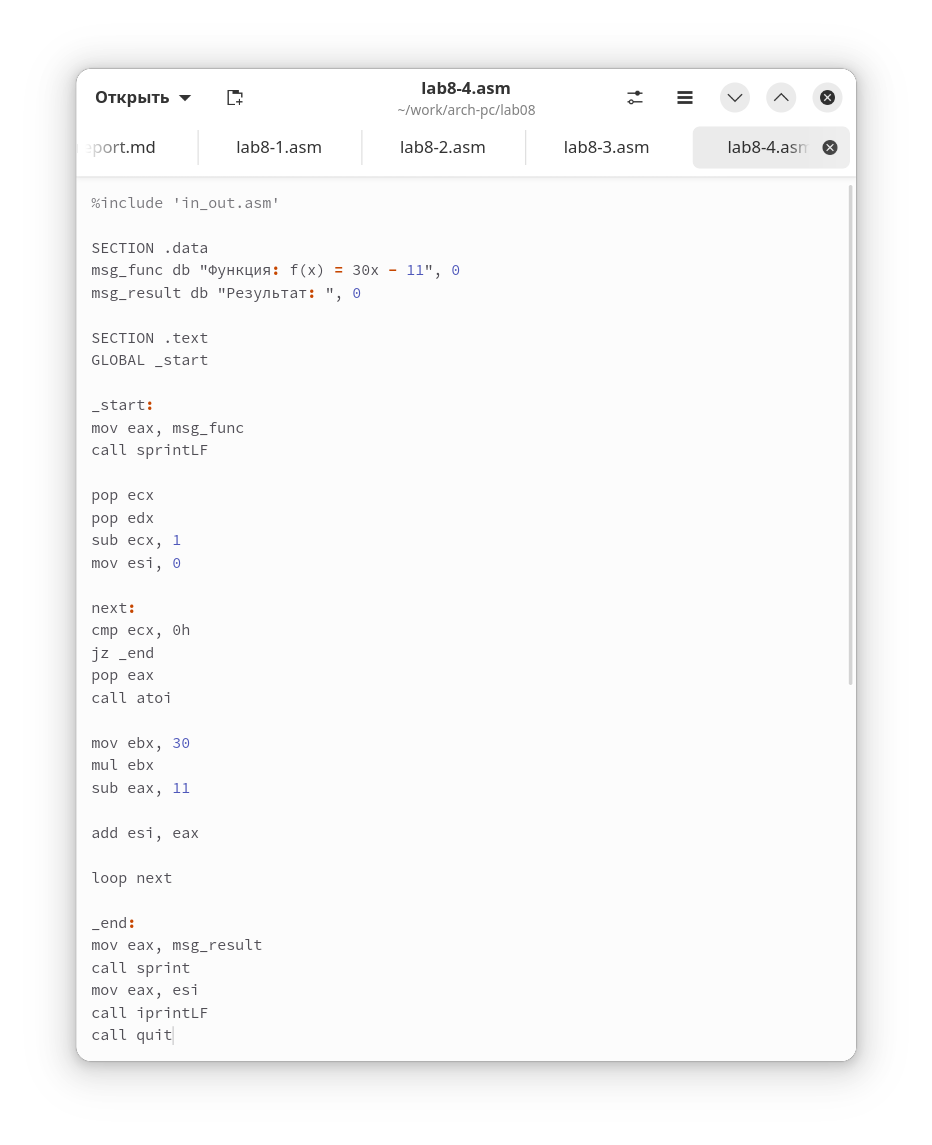 Открыть
lab8-4.asm
~/work/arch-pc/lab08
eport.md
lab8-1.asm
lab8-2.asm
lab8-3.asm
lab8-4.asm
%include 'in_out.asm'
SECTION .data
msg_func db "Функция: f(x) = 30x - 11", 0
msg_result db "Результат: ", 0
SECTION .text
GLOBAL _start
_start:
mov eax, msg_func
call sprintLF
pop ecx
pop edx
sub ecx, 1
mov esi, 0
next:
cmp ecx, 0h
jz _end
pop eax
call atoi
mov ebx, 30
mul ebx
sub eax, 11
add esi, eax
loop next
_end:
mov eax, msg_result
call sprint
mov eax, esi
call iprintLF
call quit